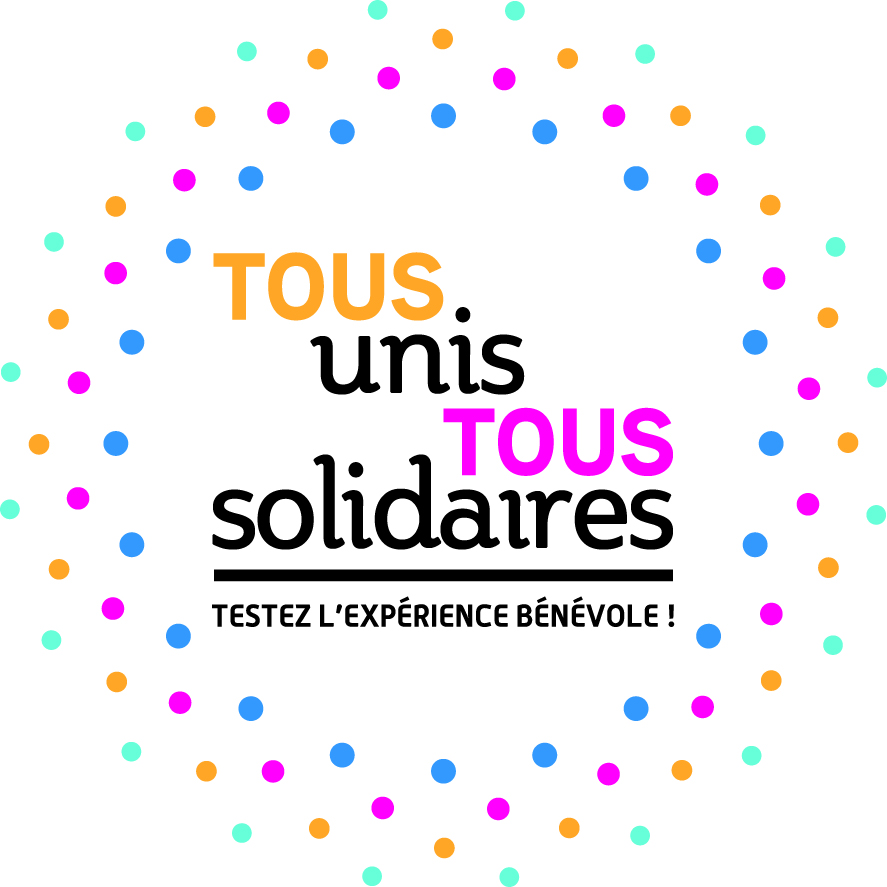 TOUS
unis
TOUS
solidaires
TESTEZ L'EXPÉRIENCE BÉNÉVOLE !